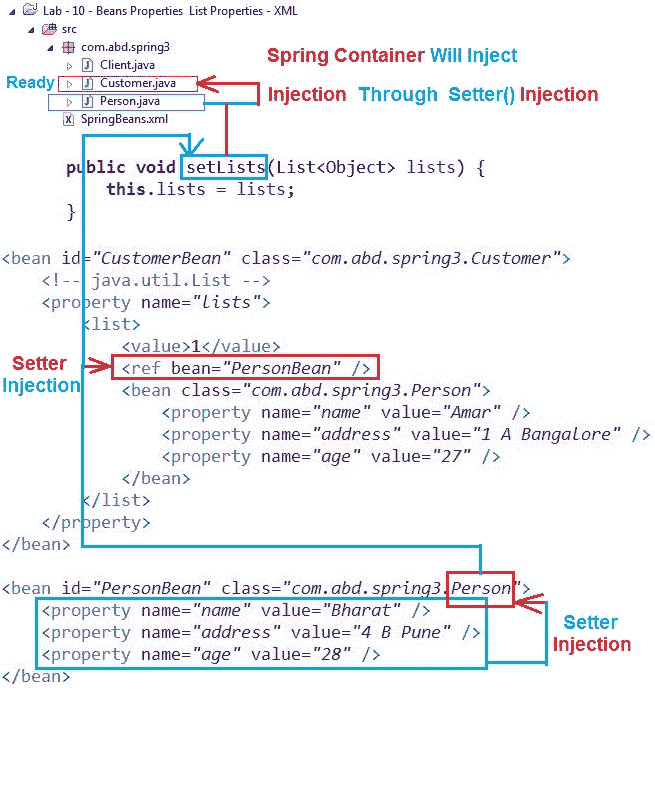 Lab - 10 - Beans Properties List Properties - XML
src
com.abd.spring3
Client.java
Spring Container Will Inject
Ready
Customer.java
Injection Through Setter() Injection
Person.java
SpringBeans.xml
public void setLists(List<Object> lists) {
this.lists = lists;
}
<bean id="CustomerBean" class="com.abd.spring3.Customer">
<!-- java.util.List -->
<property name="lists">
<list>
<value>1</value>
Setter
Injection
<ref bean="PersonBean" />
<bean class="com.abd.spring3.Person">
<property name="name" value="Amar" />
<property name="address" value="1 A Bangalore" />
<property name="age" value="27" />
</bean>
</list>
</property>
</bean>
<bean id="PersonBean" class="com.abd.spring3.Person">
<property name="name" value="Bharat" />
<property name="address" value="4 B Pune" />
<property name="age" value="28" />
</bean>
Setter
Injection